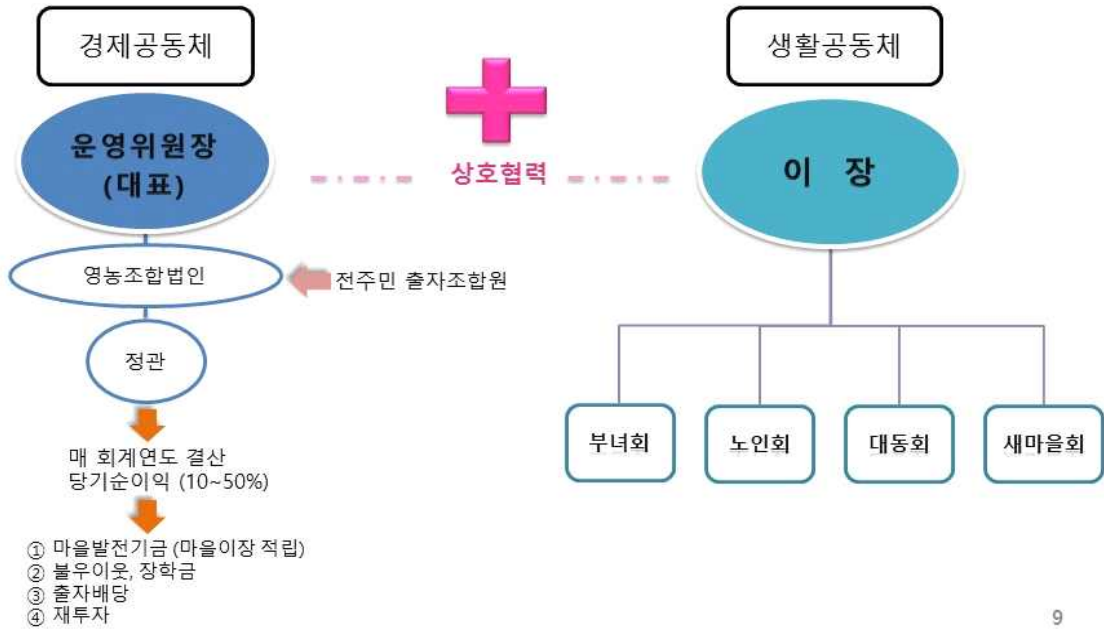 경제공동체
생활공동체
운영위원장
(대표)
상호협력
이 장
영농조합법인
전주민 출자조합원
정관
부녀회
노인회
대동회
새마을회
매 회계연도 결산
당기순이익 (10~50%)
① 마을발전기금 (마을이장 적립)
② 불우이웃, 장학금
③ 출자배당
④ 재투자
9